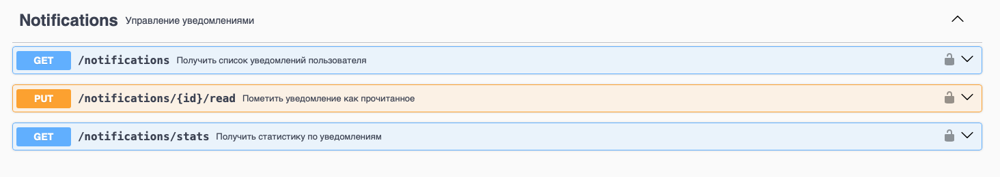 Notifications Управление уведомлениями
GET /notifications Получить список уведомлений пользователя
PUT /notifications/{id}/read Пометить уведомление как прочитанное
GET /notifications/stats Получить статистику по уведомлениям